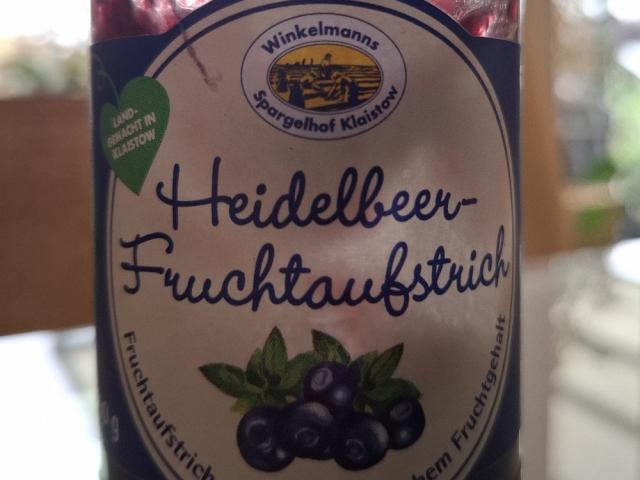 Winkelmanns
Spargelhof Klaistow
LAND-
GEMACHT IN
KLAISTOW
Heidelbeer-
Fruchtaufstrich
Fruchtaufstrich
Fruchtgehalt